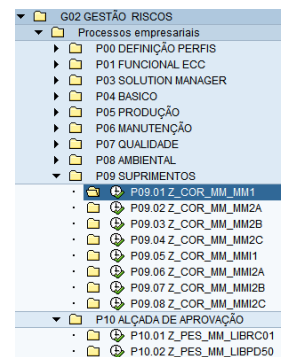 G02 GESTÃO RISCOS
Processos empresariais
P00 DEFINIÇÃO PERFIS
P01 FUNCIONAL ECC
P03 SOLUTION MANAGER
P04 BASICO
P05 PRODUÇÃO
P06 MANUTENÇÃO
P07 QUALIDADE
P08 AMBIENTAL
P09 SUPRIMENTOS
P09.01 Z_COR_MM_MM1
P09.02 Z_COR_MM_MM2A
P09.03 Z_COR_MM_MM2B
P09.04 Z_COR_MM_MM2C
P09.05 Z_COR_MM_MMI1
P09.06 Z_COR_MM_MMI2A
P09.07 Z_COR_MM_MMI2B
P09.08 Z_COR_MM_MMI2C
P10 ALÇADA DE APROVAÇÃO
P10.01 Z_PES_MM_LIBRC01
P10.02 Z_PES_MM_LIBPD50